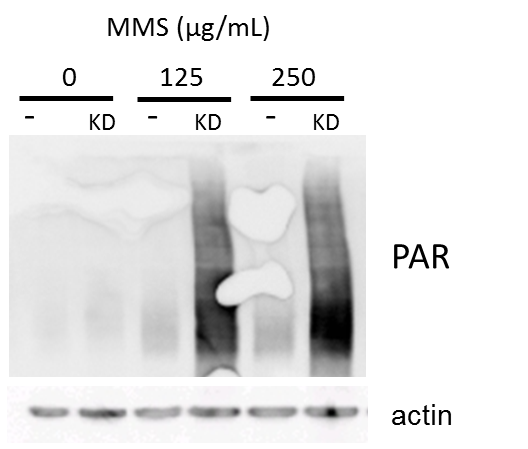 MMS (µg/mL)
0 125 250
- KD - KD - KD
PAR
actin